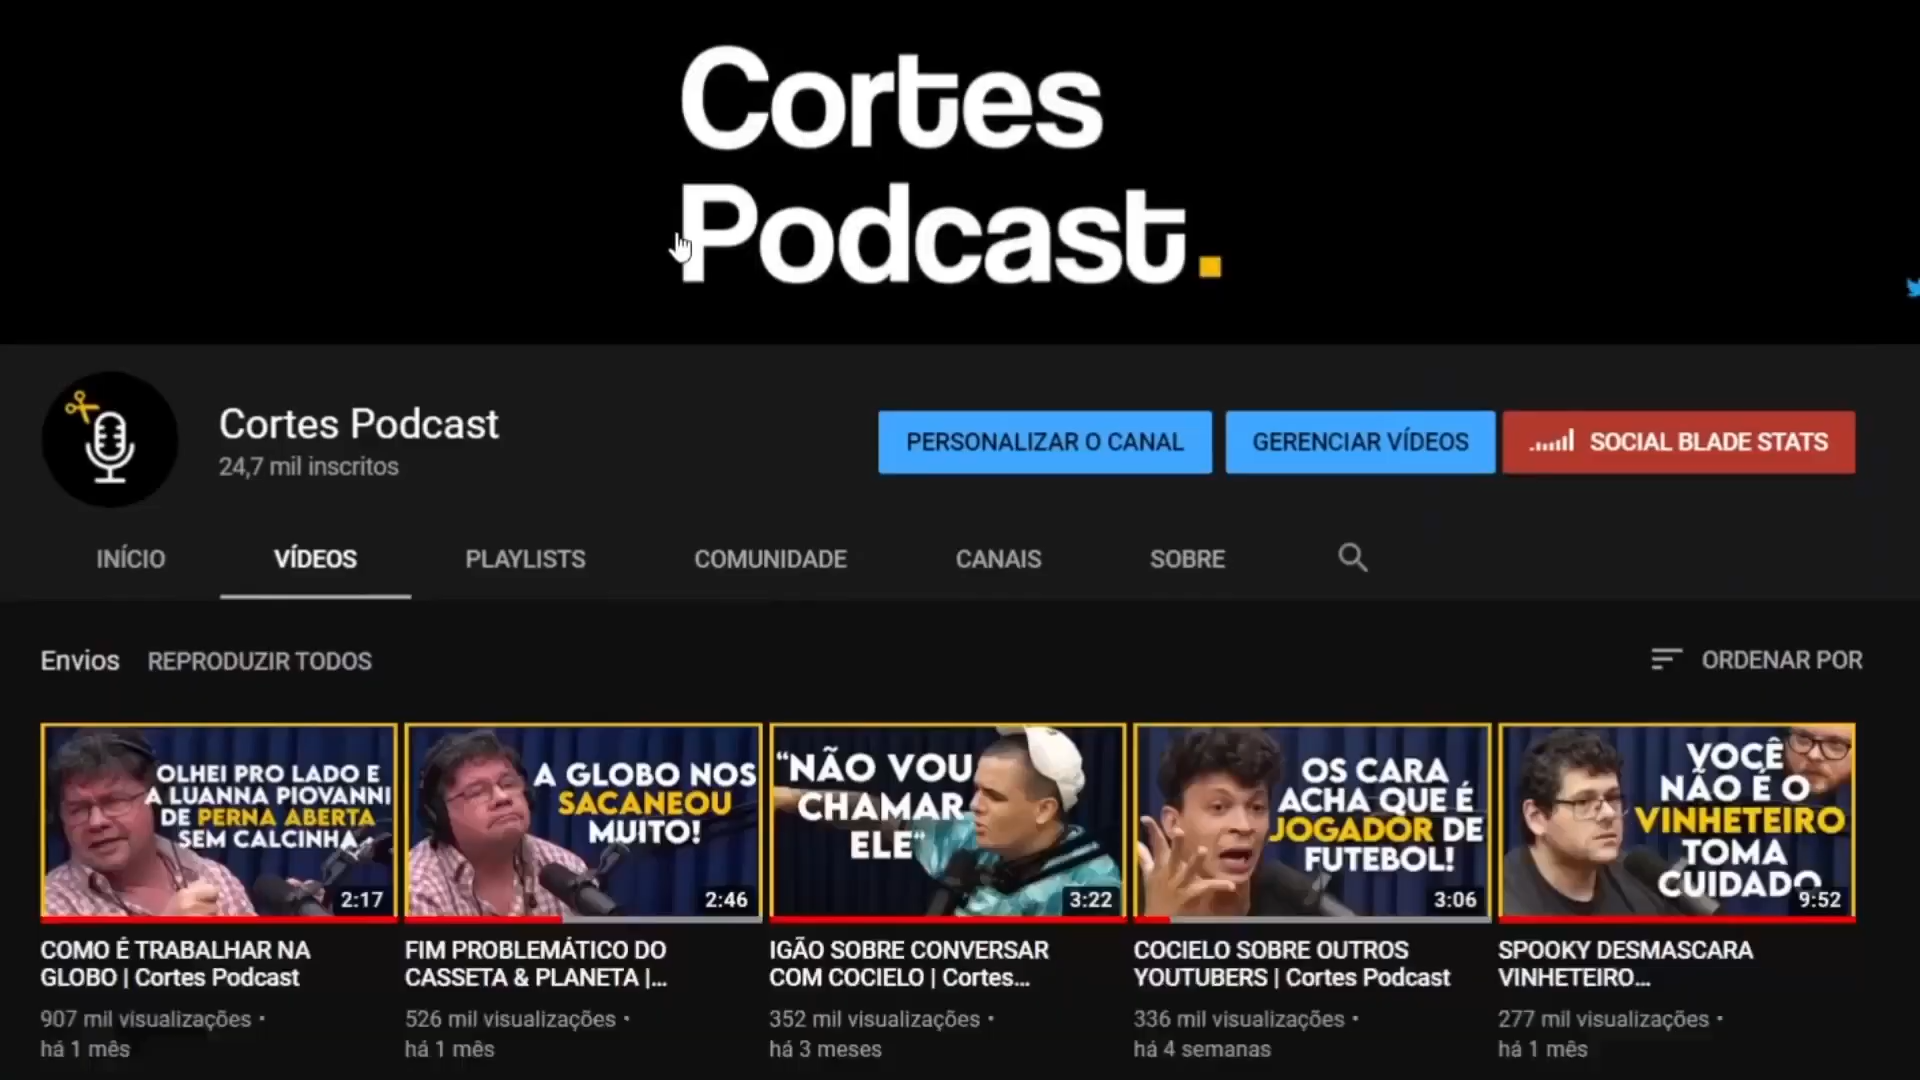 Cortes
Podcast.
Cortes Podcast
24,7 mil inscritos
PERSONALIZAR O CANAL
GERENCIAR VÍDEOS
SOCIAL BLADE STATS
INÍCIO
VÍDEOS
PLAYLISTS
COMUNIDADE
CANAIS
SOBRE
Envios
REPRODUZIR TODOS
ORDENAR POR
OLHEI PRO LADO E
A LUANNA PIOVANNI
DE PERNA ABERTA
SEM CALCINHA
2:17
COMO É TRABALHAR NA
GLOBO | Cortes Podcast
907 mil visualizações •
há 1 mês
A GLOBO NOS
SACANEOU
MUITO!
2:46
FIM PROBLEMÁTICO DO
CASSETA & PLANETA |...
526 mil visualizações •
há 1 mês
“NÃO VOU
CHAMAR
ELE“
3:22
IGÃO SOBRE CONVERSAR
COM COCIELO | Cortes...
352 mil visualizações •
há 3 meses
OS CARA
ACHA QUE É
JOGADOR DE
FUTEBOL!
3:06
COCIELO SOBRE OUTROS
YOUTUBERS | Cortes Podcast
336 mil visualizações •
há 4 semanas
VOCÊ
NÃO É O
VINHETEIRO
TOMA
CUIDADO
9:52
SPOOKY DESMASCARA
VINHETEIRO...
277 mil visualizações •
há 1 mês